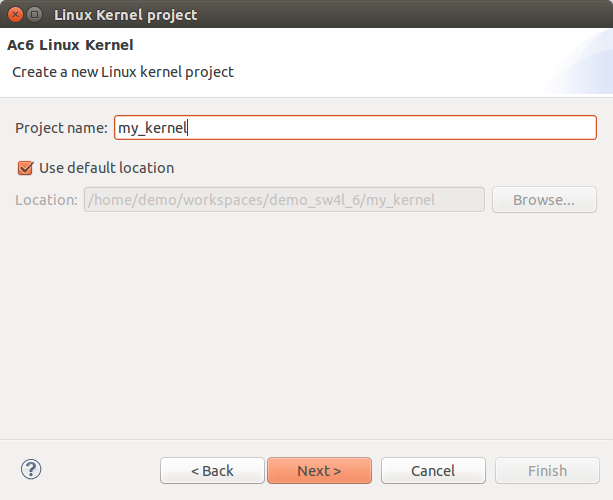 Linux Kernel project
Ac6 Linux Kernel
Create a new Linux kernel project
Project name: my_kernel
Use default location
Location: /home/demo/workspaces/demo_sw4l_6/my_kernel Browse...
? < Back Next > Cancel Finish